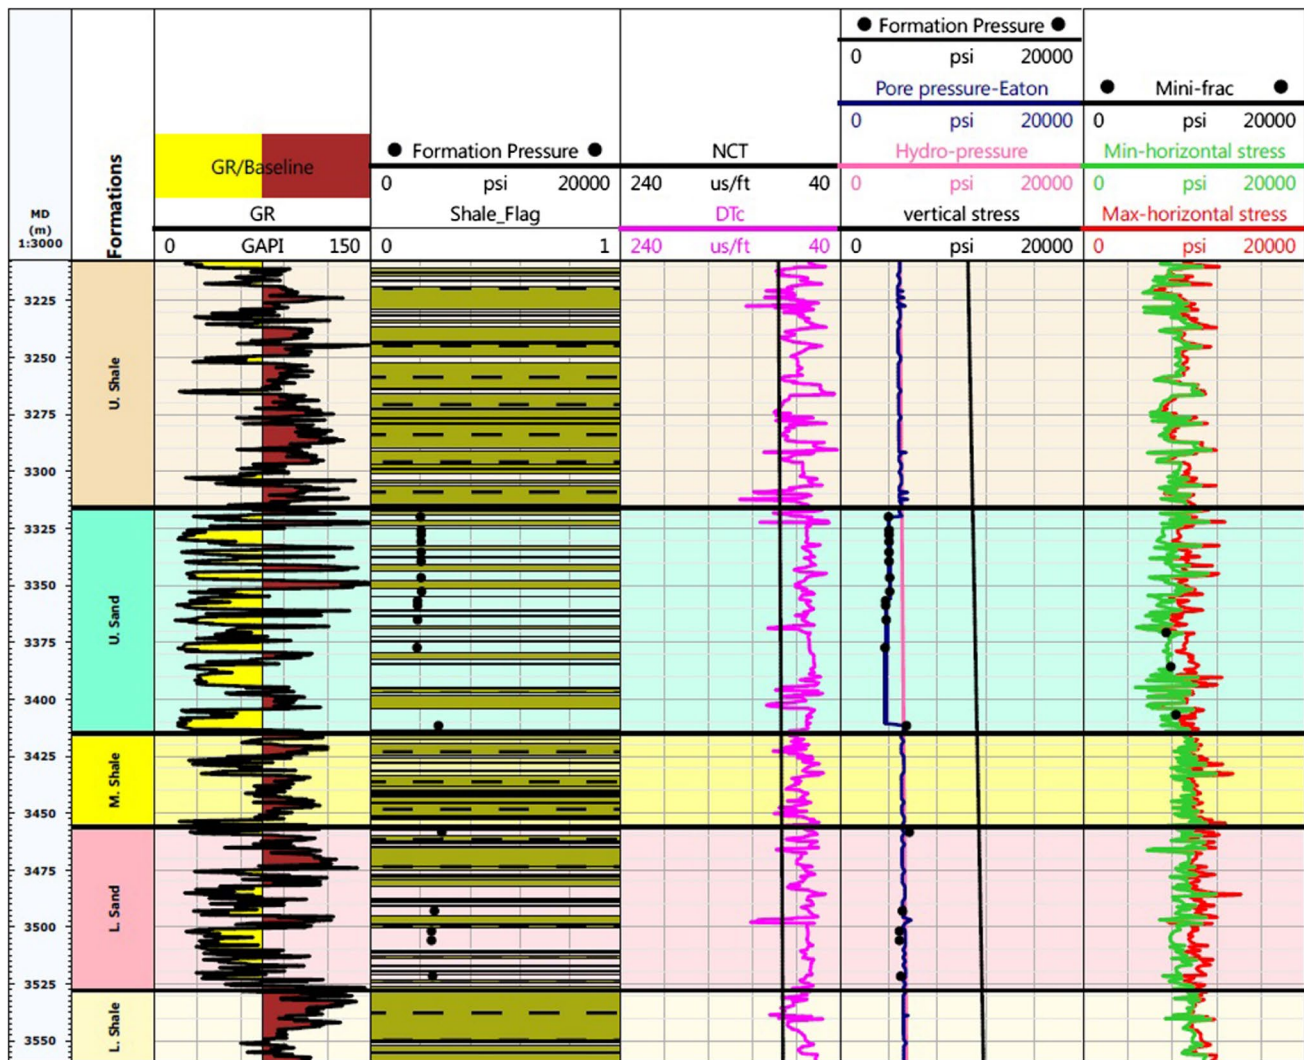 Formation Pressure
0 psi 20000
Pore pressure-Eaton
Mini-frac
0 psi 20000
0 psi 20000
GR/Baseline
Formation Pressure
NCT
Hydro-pressure
Min-horizontal stress
0 psi 20000
240 us/ft 40
0 psi 20000
0 psi 20000
MD
(m)
1:3000
Formations
GR
Shale_Flag
DTc
vertical stress
Max-horizontal stress
0 GAPI 150
0 1
240 us/ft 40
0 psi 20000
0 psi 20000
3225
3250
U. Shale
3275
3300
3325
3350
U. Sand
3375
3400
3425
M. Shale
3450
3475
L. Sand
3500
3525
L. Shale
3550